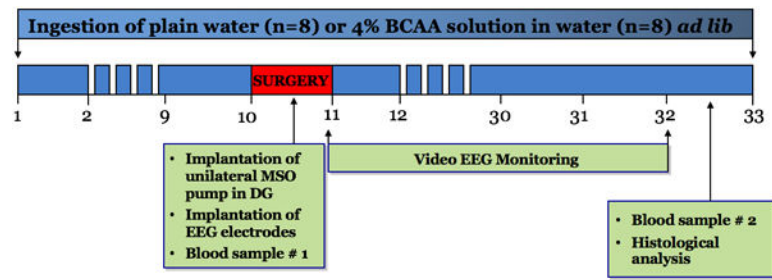 Ingestion of plain water (n=8) or 4% BCAA solution in water (n=8) ad lib
SURGERY
1 2 9 10 11 12 30 31 32 33
• Implantation of
unilateral MSO
pump in DG
• Implantation of
EEG electrodes
• Blood sample # 1
Video EEG Monitoring
• Blood sample # 2
• Histological
analysis